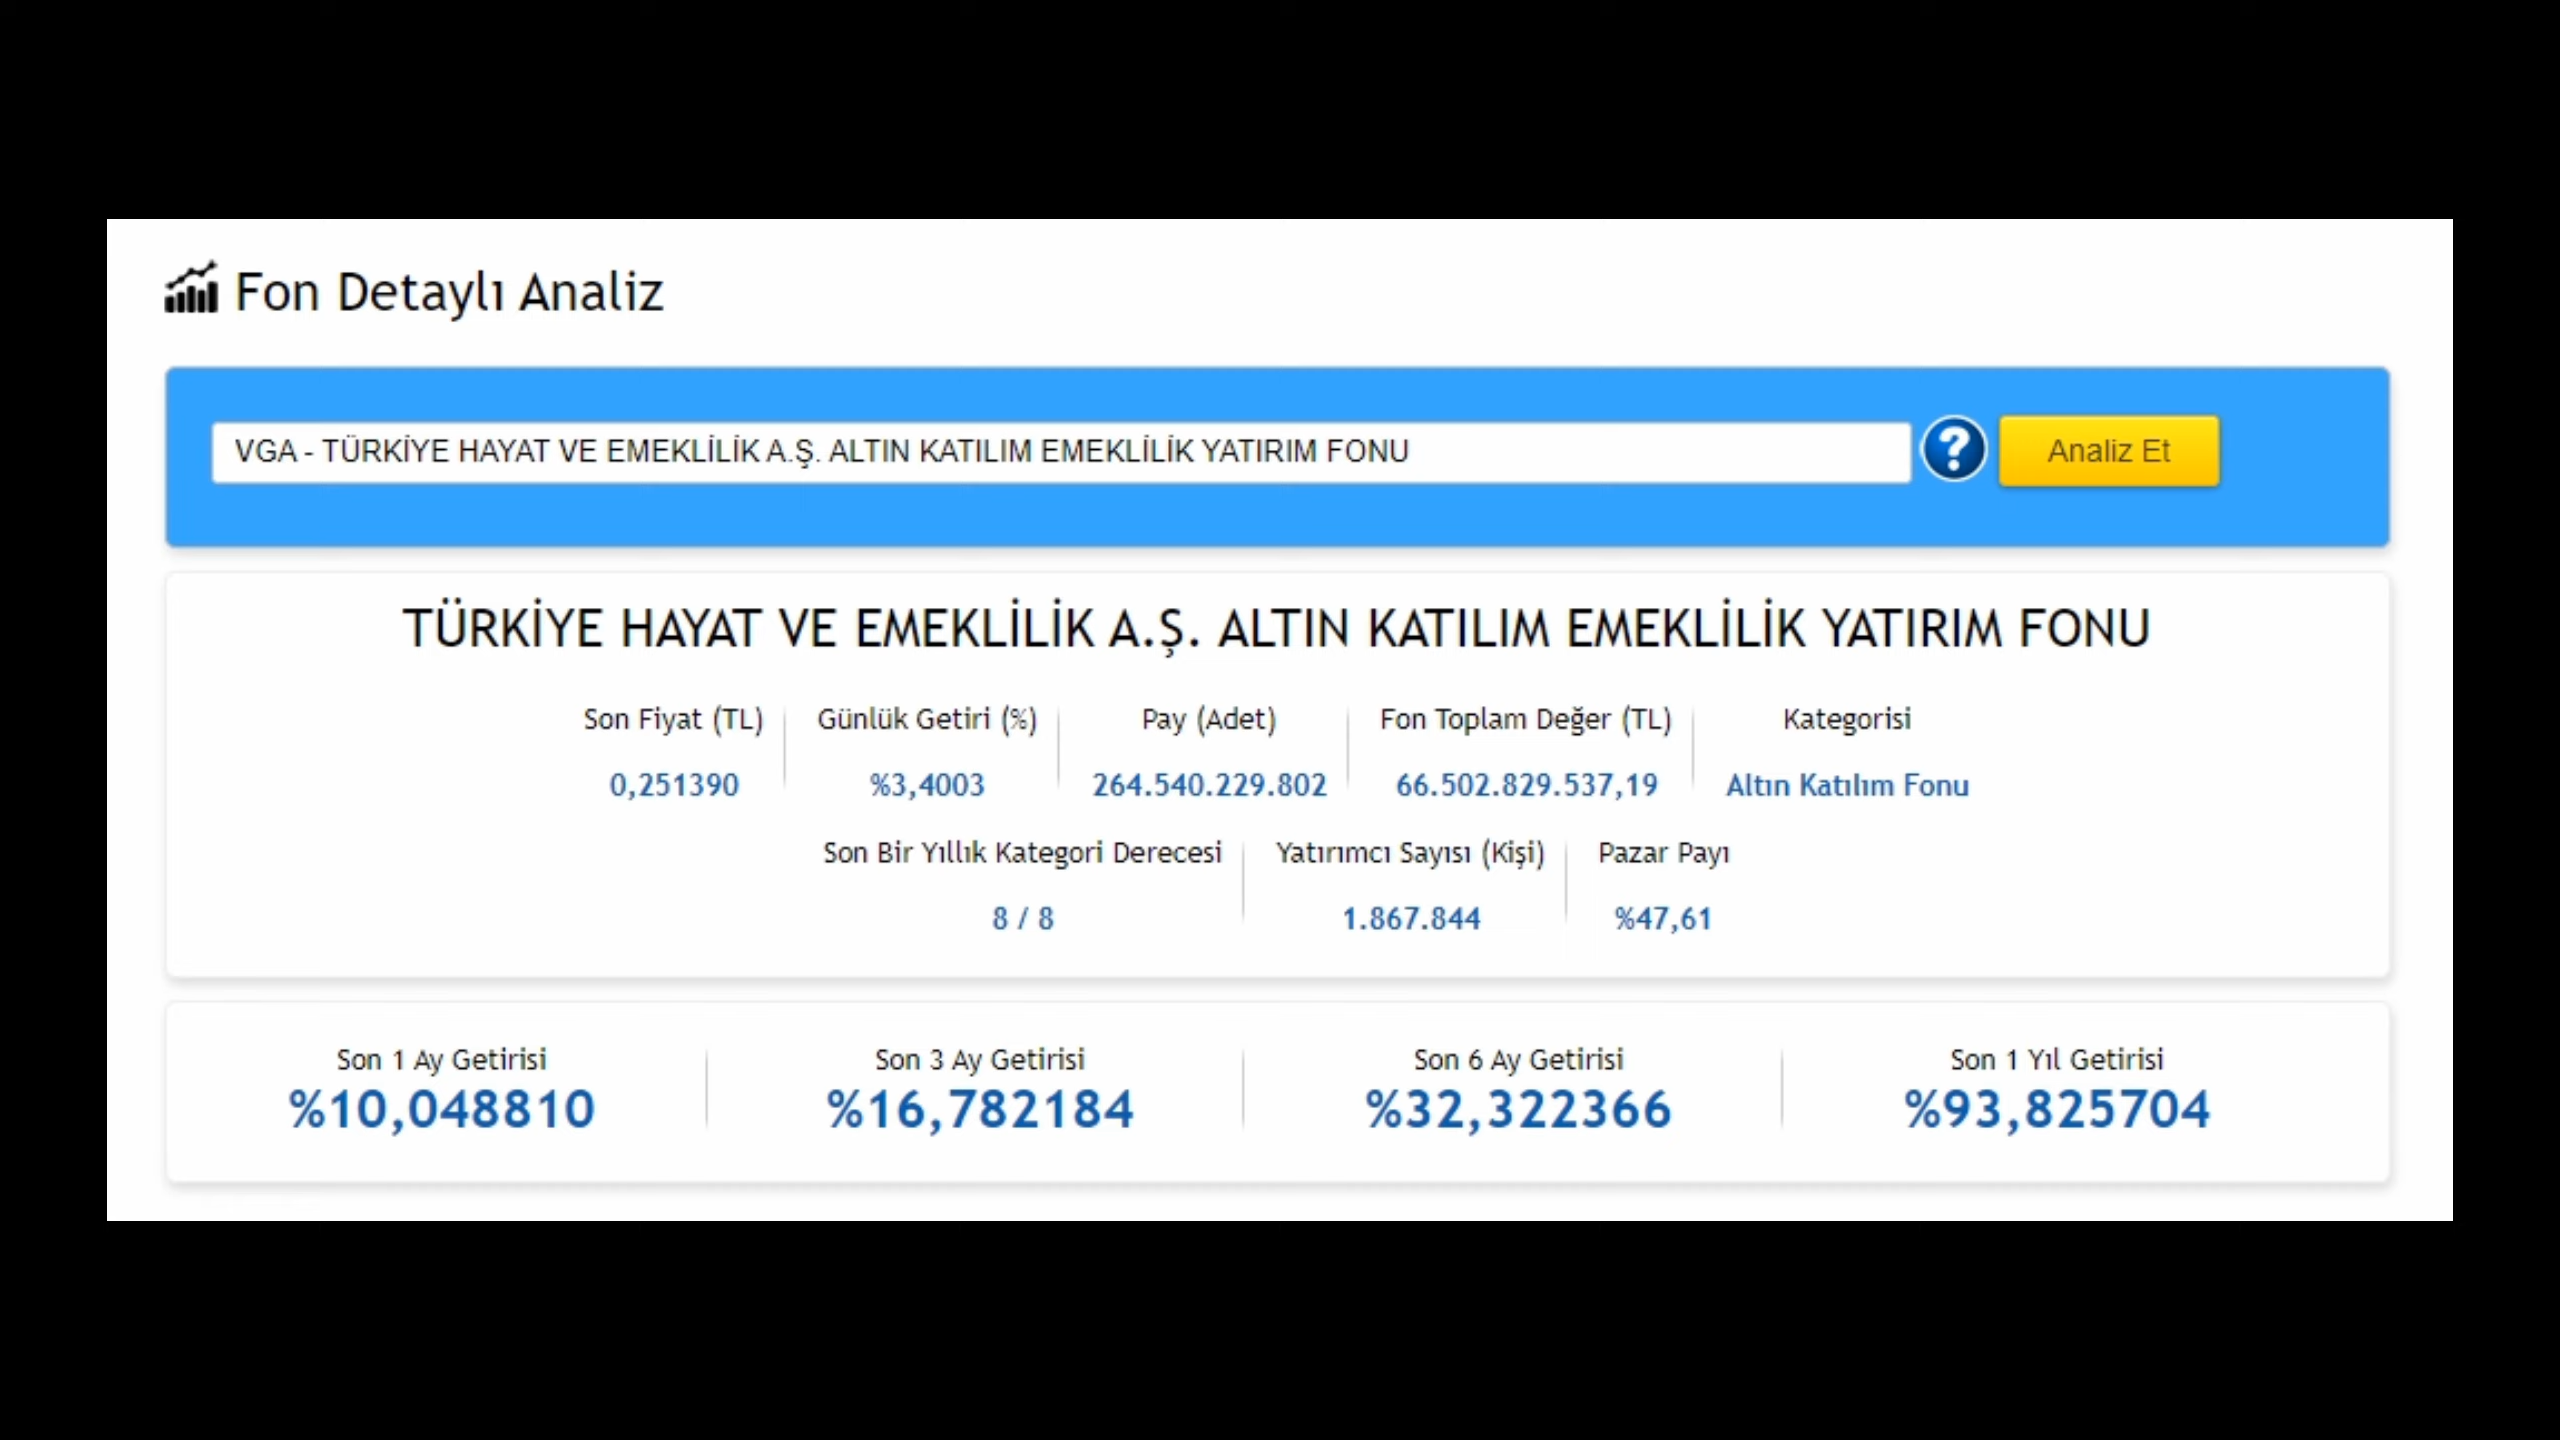 Fon Detaylı Analiz
VGA - TÜRKİYE HAYAT VE EMEKLİLİK A.Ş. ALTIN KATILIM EMEKLİLİK YATIRIM FONU
?
Analiz Et
TÜRKİYE HAYAT VE EMEKLİLİK A.Ş. ALTIN KATILIM EMEKLİLİK YATIRIM FONU
Son Fiyat (TL) Günlük Getiri (%) Pay (Adet) Fon Toplam Değer (TL) Kategorisi
0,251390 %3,4003 264.540.229.802 66.502.829.537,19 Altın Katılım Fonu
Son Bir Yıllık Kategori Derecesi Yatırımcı Sayısı (Kişi) Pazar Payı
8 / 8 1.867.844 %47,61
Son 1 Ay Getirisi Son 3 Ay Getirisi Son 6 Ay Getirisi Son 1 Yıl Getirisi
%10,048810 %16,782184 %32,322366 %93,825704